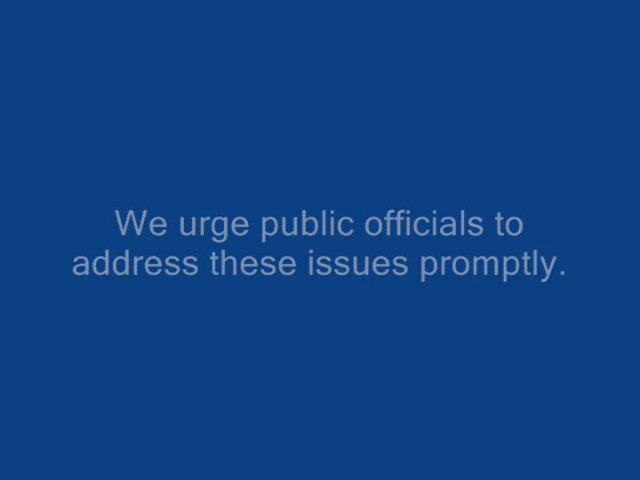 We urge public officials to
address these issues promptly.